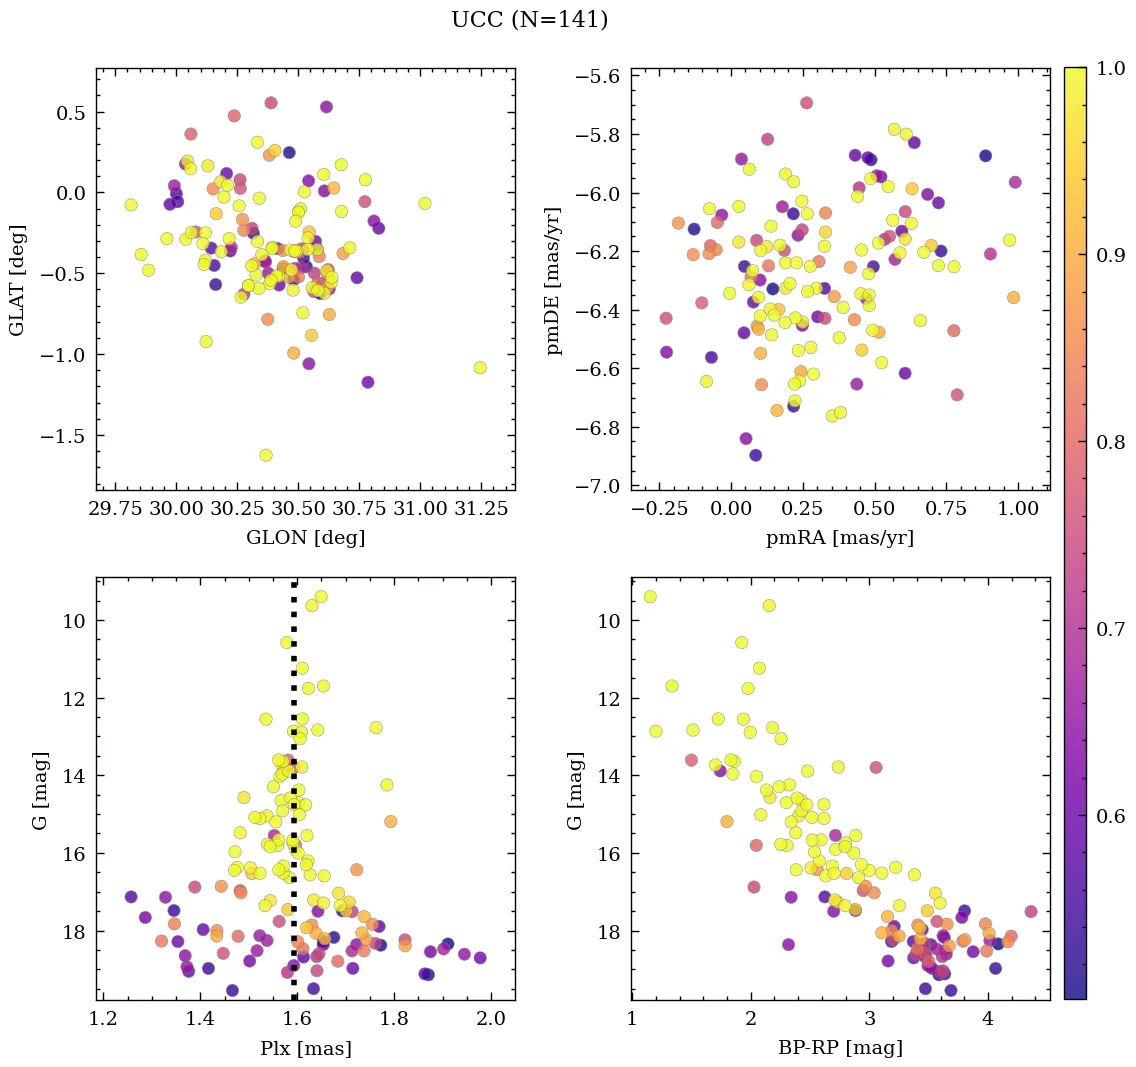 UCC (N=141)
0.5
0.0
−0.5
−1.0
−1.5
GLAT [deg]
29.75 30.00 30.25 30.50 30.75 31.00 31.25
GLON [deg]
−5.6
−5.8
−6.0
−6.2
−6.4
−6.6
−6.8
−7.0
pmDE [mas/yr]
−0.25 0.00 0.25 0.50 0.75 1.00
pmRA [mas/yr]
10
12
14
16
18
G [mag]
1.2 1.4 1.6 1.8 2.0
Plx [mas]
10
12
14
16
18
G [mag]
1 2 3 4
BP-RP [mag]
1.0
0.9
0.8
0.7
0.6